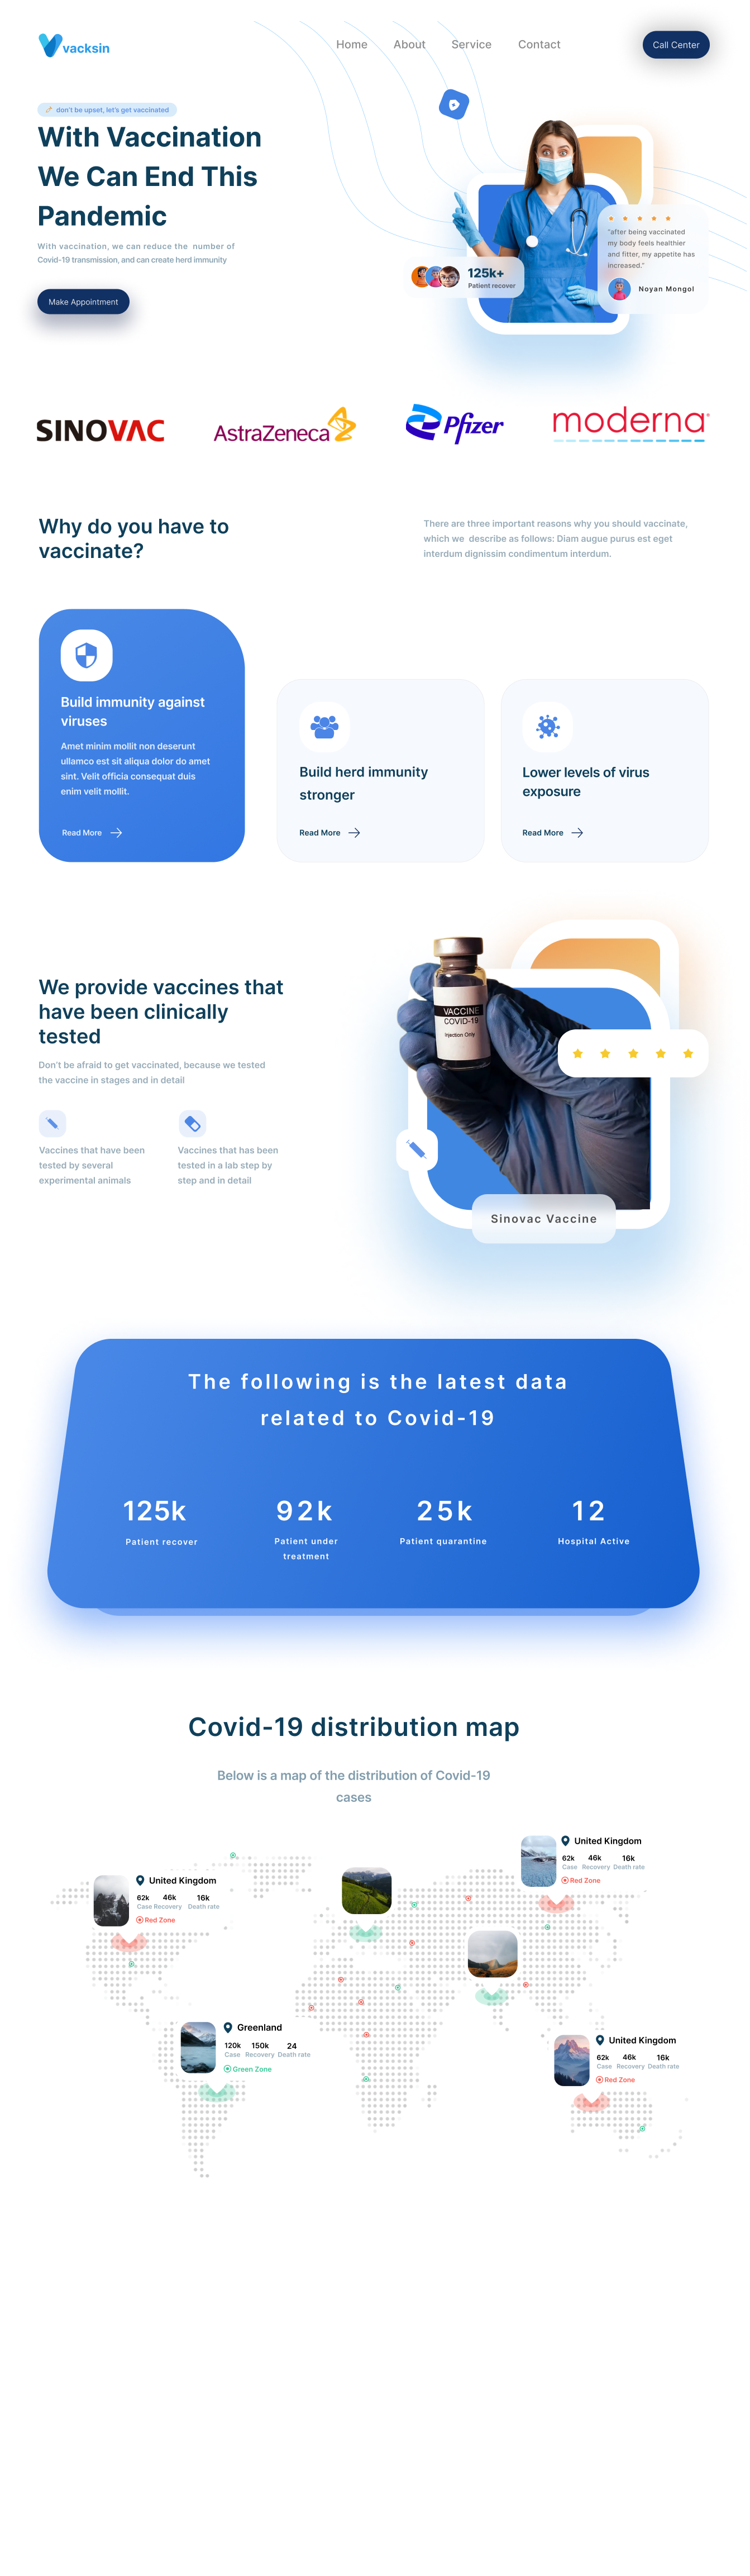 vacksin
Home
About
Service
Contact
Call Center
don't be upset, let's get vaccinated
With Vaccination
We Can End This
Pandemic
With vaccination, we can reduce the number of
Covid-19 transmission, and can create herd immunity
Make Appointment
"after being vaccinated
my body feels healthier
and fitter, my appetite has
increased."
Noyan Mongol
125k+
Patient recover
SINOVAC
AstraZeneca
Pfizer
moderna
Why do you have to
vaccinate?
There are three important reasons why you should vaccinate,
which we describe as follows: Diam augue purus est eget
interdum dignissim condimentum interdum.
Build immunity against
viruses
Amet minim mollit non deserunt
ullamco est sit aliqua dolor do amet
sint. Velit officia consequat duis
enim velit mollit.
Read More
Build herd immunity
stronger
Read More
Lower levels of virus
exposure
Read More
VACCINE
COVID-19
Injection Only
We provide vaccines that
have been clinically
tested
Don't be afraid to get vaccinated, because we tested
the vaccine in stages and in detail
Vaccines that have been
tested by several
experimental animals
Vaccines that has been
tested in a lab step by
step and in detail
Sinovac Vaccine
The following is the latest data
related to Covid-19
125k
Patient recover
92k
Patient under
treatment
25k
Patient quarantine
12
Hospital Active
Covid-19 distribution map
Below is a map of the distribution of Covid-19
cases
United Kingdom
62k 46k 16k
Case Recovery Death rate
Red Zone
United Kingdom
62k 46k 16k
Case Recovery Death rate
Red Zone
Greenland
120k 150k 24
Case Recovery Death rate
Green Zone
United Kingdom
62k 46k 16k
Case Recovery Death rate
Red Zone